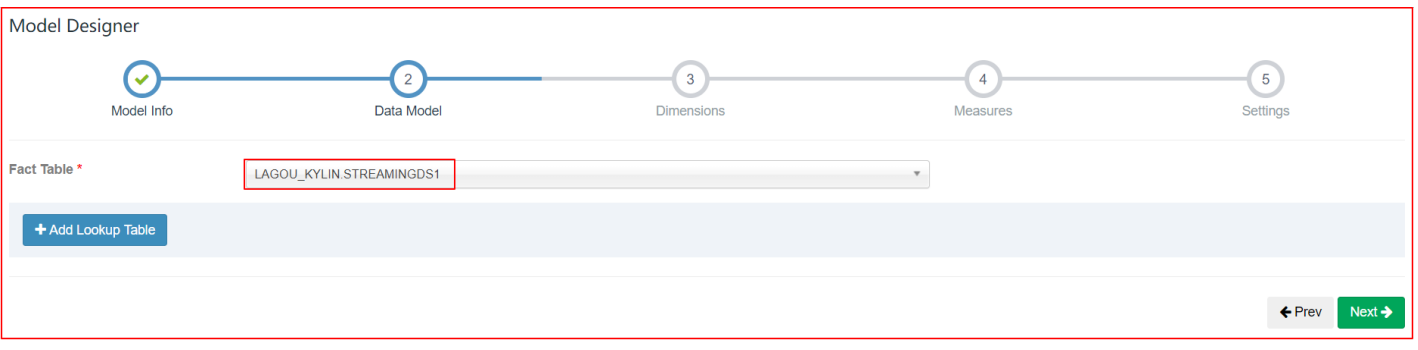 Model Designer
2 3 4 5
Model Info Data Model Dimensions Measures Settings
Fact Table * LAGOU_KYLIN.STREAMINGDS1
+ Add Lookup Table
← Prev Next →